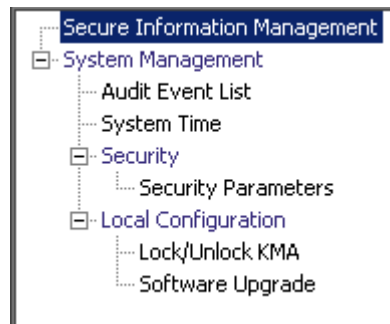 Secure Information Management
System Management
Audit Event List
System Time
Security
Security Parameters
Local Configuration
Lock/Unlock KMA
Software Upgrade